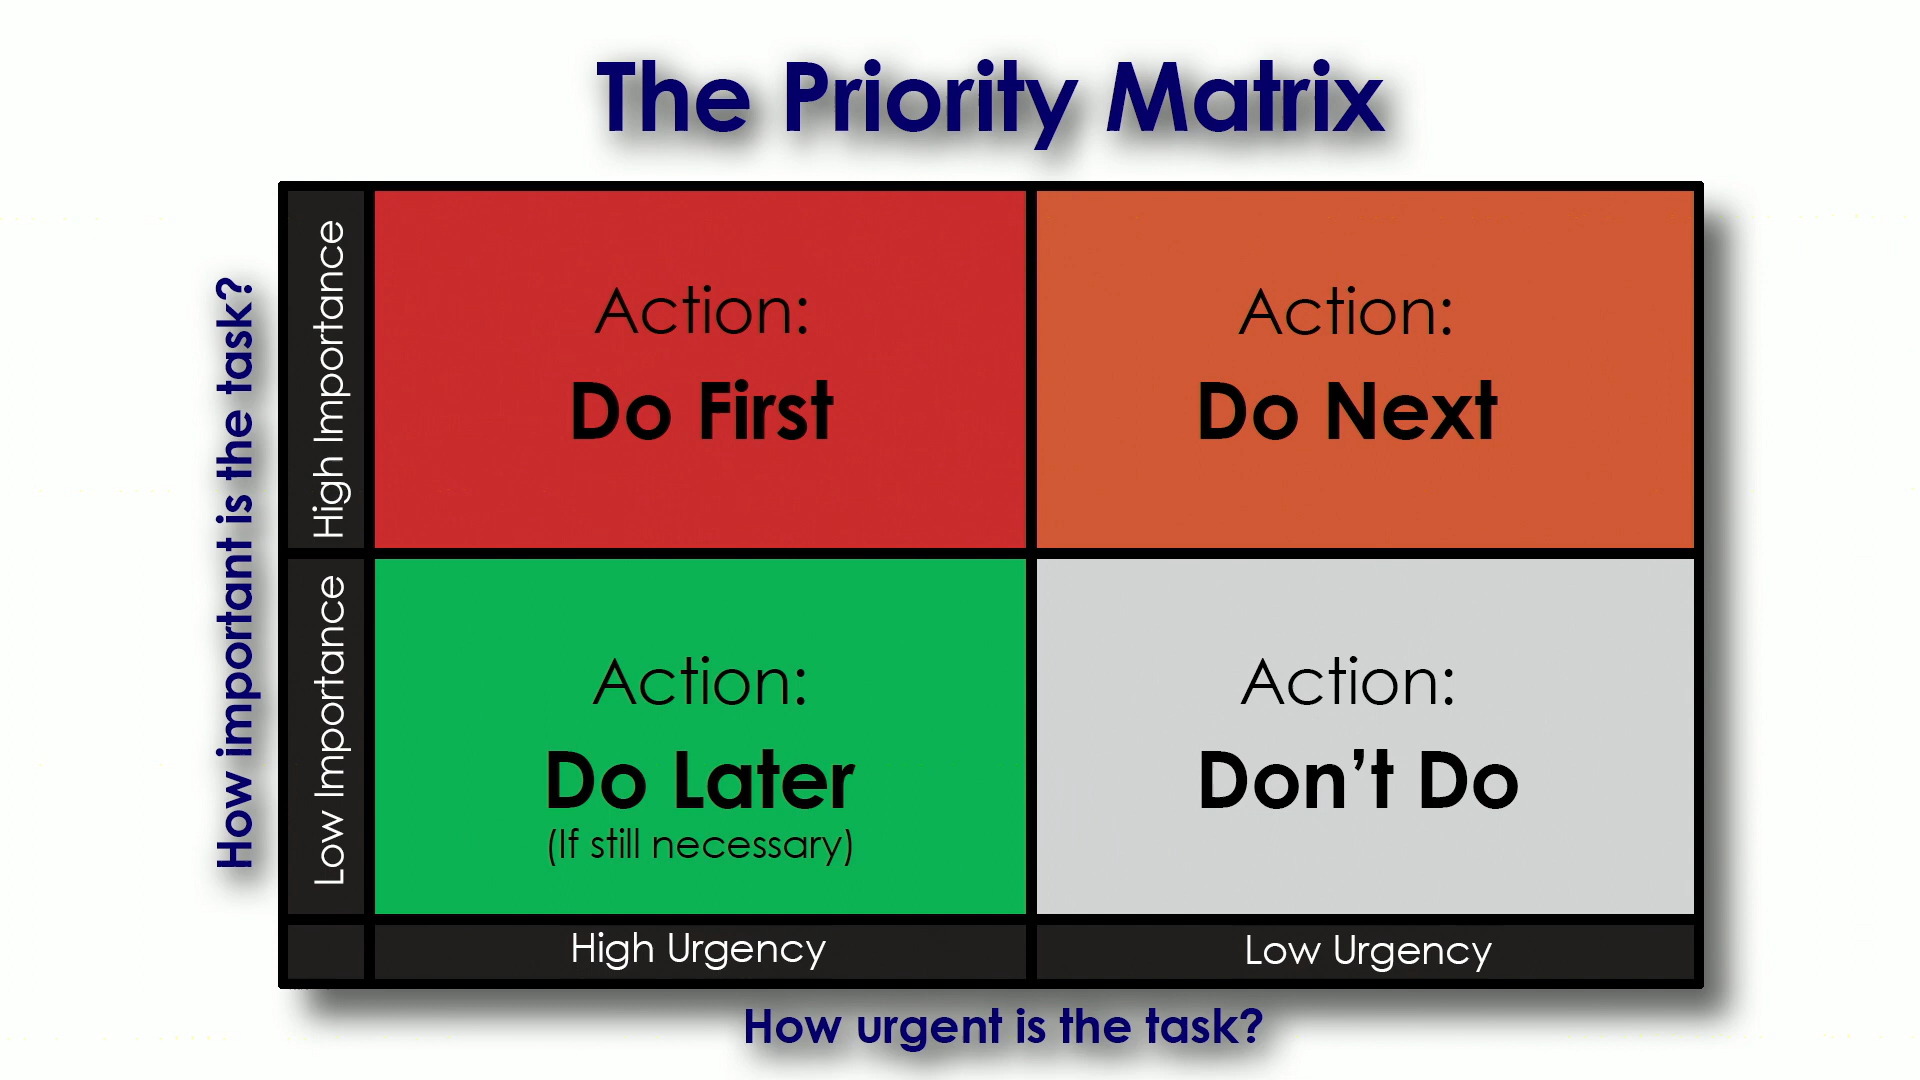 The Priority Matrix
How important is the task?
High Importance
Action:
Do First
Action:
Do Next
Low Importance
Action:
Do Later
(If still necessary)
Action:
Don’t Do
High Urgency
Low Urgency
How urgent is the task?